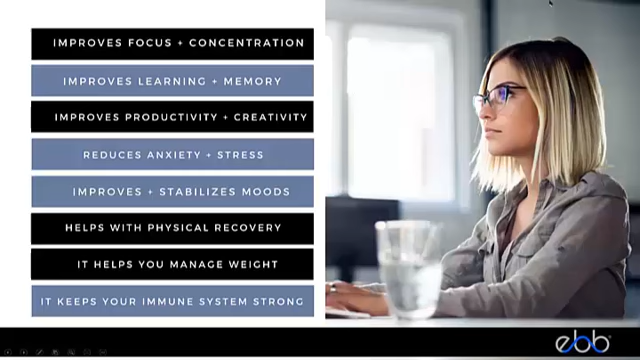 IMPROVES FOCUS + CONCENTRATION
IMPROVES LEARNING + MEMORY
IMPROVES PRODUCTIVITY + CREATIVITY
REDUCES ANXIETY + STRESS
IMPROVES + STABILIZES MOODS
HELPS WITH PHYSICAL RECOVERY
IT HELPS YOU MANAGE WEIGHT
IT KEEPS YOUR IMMUNE SYSTEM STRONG
ebb